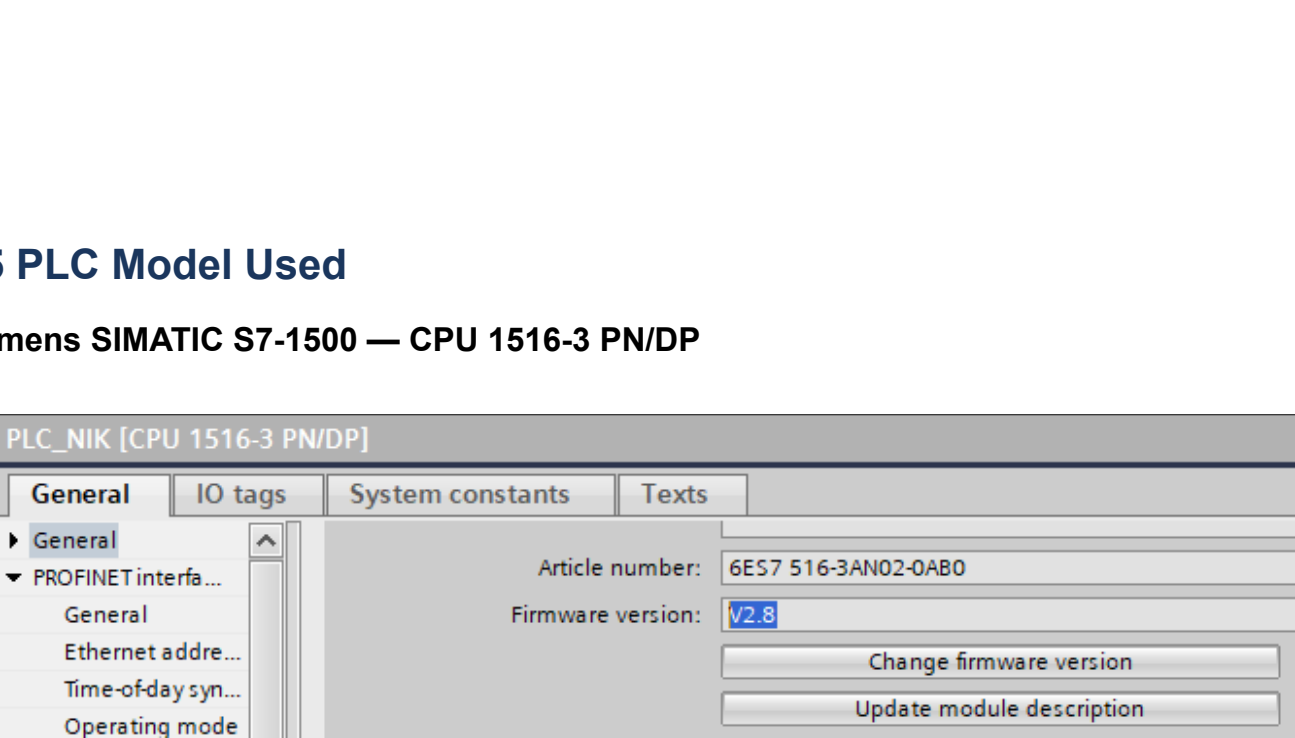 PLC Model Used
SIMATIC S7-1500 — CPU 1516-3 PN/DP
PLC_NIK [CPU 1516-3 PN/DP]
General IO tags System constants Texts
General
PROFINET interfa...
General
Ethernet addre...
Time-of-day syn...
Operating mode
Article number: 6ES7 516-3AN02-0AB0
Firmware version: V2.8
Change firmware version
Update module description